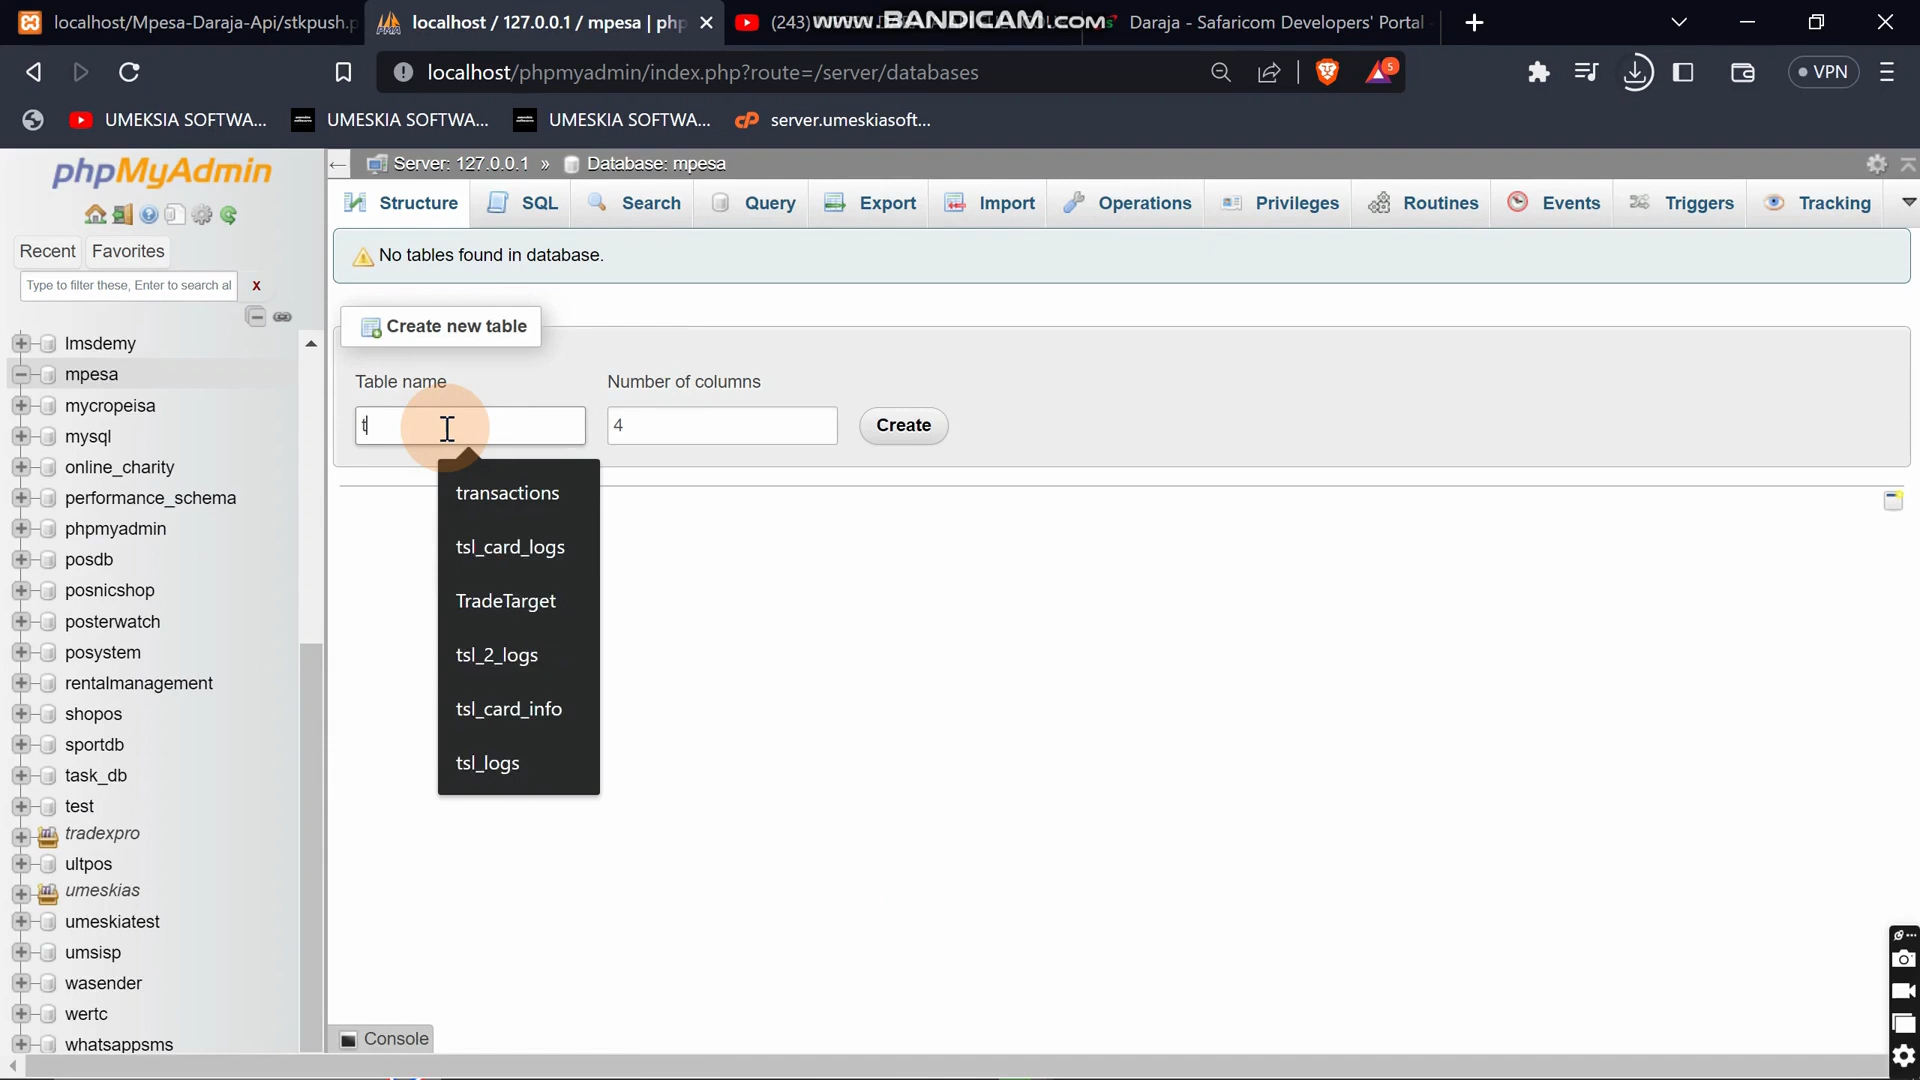 localhost/Mpesa-Daraja-Api/stkpush.p
localhost / 127.0.0.1 / mpesa | php
(243)
WWW.BANDICAM.COM
Daraja - Safaricom Developers' Portal
localhost/phpmyadmin/index.php?route=/server/databases
5
VPN
UMEKSIA SOFTWA...
UMESKIA SOFTWA...
UMESKIA SOFTWA...
server.umeskiasoft...
phpMyAdmin
Server: 127.0.0.1 » Database: mpesa
Structure
SQL
Search
Query
Export
Import
Operations
Privileges
Routines
Events
Triggers
Tracking
Recent
Favorites
No tables found in database.
Type to filter these, Enter to search al
X
Create new table
lmsdemy
mpesa
mycropeisa
mysql
online_charity
performance_schema
phpmyadmin
posdb
posnicshop
posterwatch
posystem
rentalmanagement
shopos
sportdb
task_db
test
tradexpro
ultpos
umeskias
umeskiatest
umsisp
wasender
wertc
whatsappsms
Table name
Number of columns
t
4
Create
transactions
tsl_card_logs
TradeTarget
tsl_2_logs
tsl_card_info
tsl_logs
Console